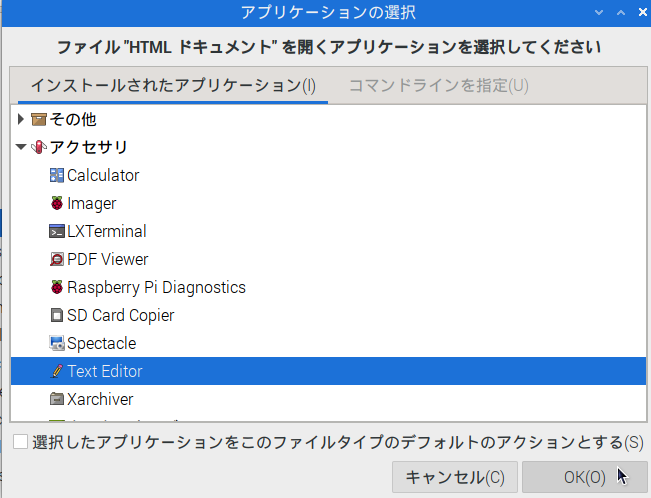 アプリケーションの選択
ファイル "HTML ドキュメント" を開くアプリケーションを選択してください
インストールされたアプリケーション(I) コマンドラインを指定(U)
その他
アクセサリ
Calculator
Imager
LXTerminal
PDF Viewer
Raspberry Pi Diagnostics
SD Card Copier
Spectacle
Text Editor
Xarchiver
選択したアプリケーションをこのファイルタイプのデフォルトのアクションとする(S)
キャンセル(C) OK(O)